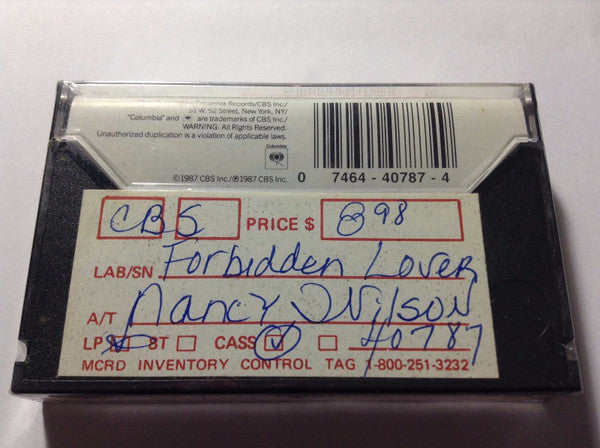 Columbia Records/CBS Inc./
51 W. 52 Street, New York, NY/
"Columbia" and are trademarks of CBS Inc./
WARNING: All Rights Reserved.
Unauthorized duplication is a violation of applicable laws.
Columbia
©1987 CBS Inc./℗1987 CBS Inc.
0 7464 - 40787 - 4
CBS PRICE $ 8 98
LAB/SN Forbidden Lover
A/T Nancy Wilson
LP 8T CASS 40787
MCRD INVENTORY CONTROL TAG 1-800-251-3232